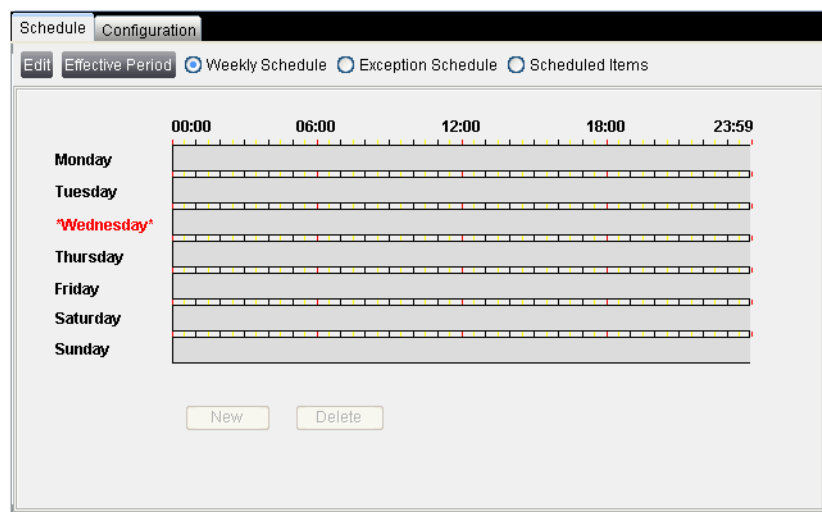 Schedule Configuration
Edit Effective Period Weekly Schedule Exception Schedule Scheduled Items
00:00 06:00 12:00 18:00 23:59
Monday
Tuesday
*Wednesday*
Thursday
Friday
Saturday
Sunday
New Delete